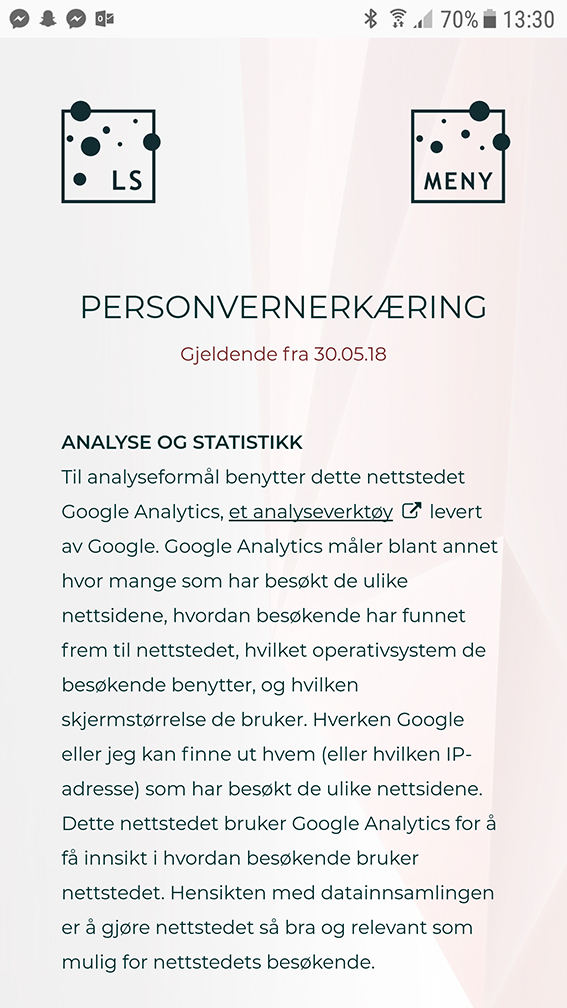 70% 13:30
LS
MENY
PERSONVERNERKÆRING
Gjeldende fra 30.05.18
ANALYSE OG STATISTIKK
Til analyseformål benytter dette nettstedet
Google Analytics, et analyseverktøy levert
av Google. Google Analytics måler blant annet
hvor mange som har besøkt de ulike
nettsidene, hvordan besøkende har funnet
frem til nettstedet, hvilket operativsystem de
besøkende benytter, og hvilken
skjermstørrelse de bruker. Hverken Google
eller jeg kan finne ut hvem (eller hvilken IP-
adresse) som har besøkt de ulike nettsidene.
Dette nettstedet bruker Google Analytics for å
få innsikt i hvordan besøkende bruker
nettstedet. Hensikten med datainnsamlingen
er å gjøre nettstedet så bra og relevant som
mulig for nettstedets besøkende.